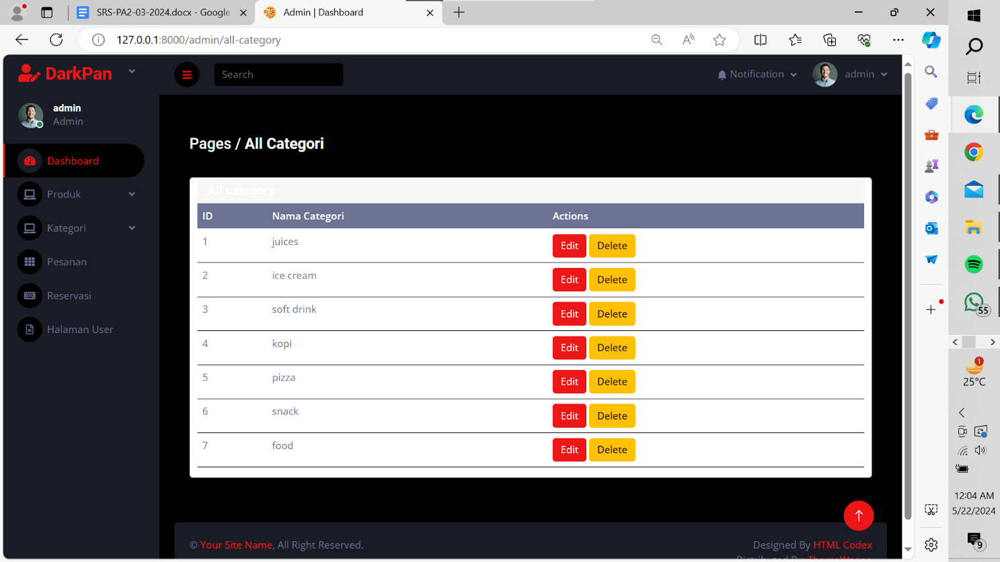 SRS-PA2-03-2024.docx - Google
Admin | Dashboard
127.0.0.1:8000/admin/all-category
DarkPan
Search
Notification
admin
admin
Admin
Dashboard
Produk
Kategori
Pesanan
Reservasi
Halaman User
Pages / All Categori
All category
ID Nama Categori Actions
1 juices Edit Delete
2 ice cream Edit Delete
3 soft drink Edit Delete
4 kopi Edit Delete
5 pizza Edit Delete
6 snack Edit Delete
7 food Edit Delete
© Your Site Name, All Right Reserved.
Designed By HTML Codex
Distributed By ThemeWagon
55
1
25°C
12:04 AM
5/22/2024
9